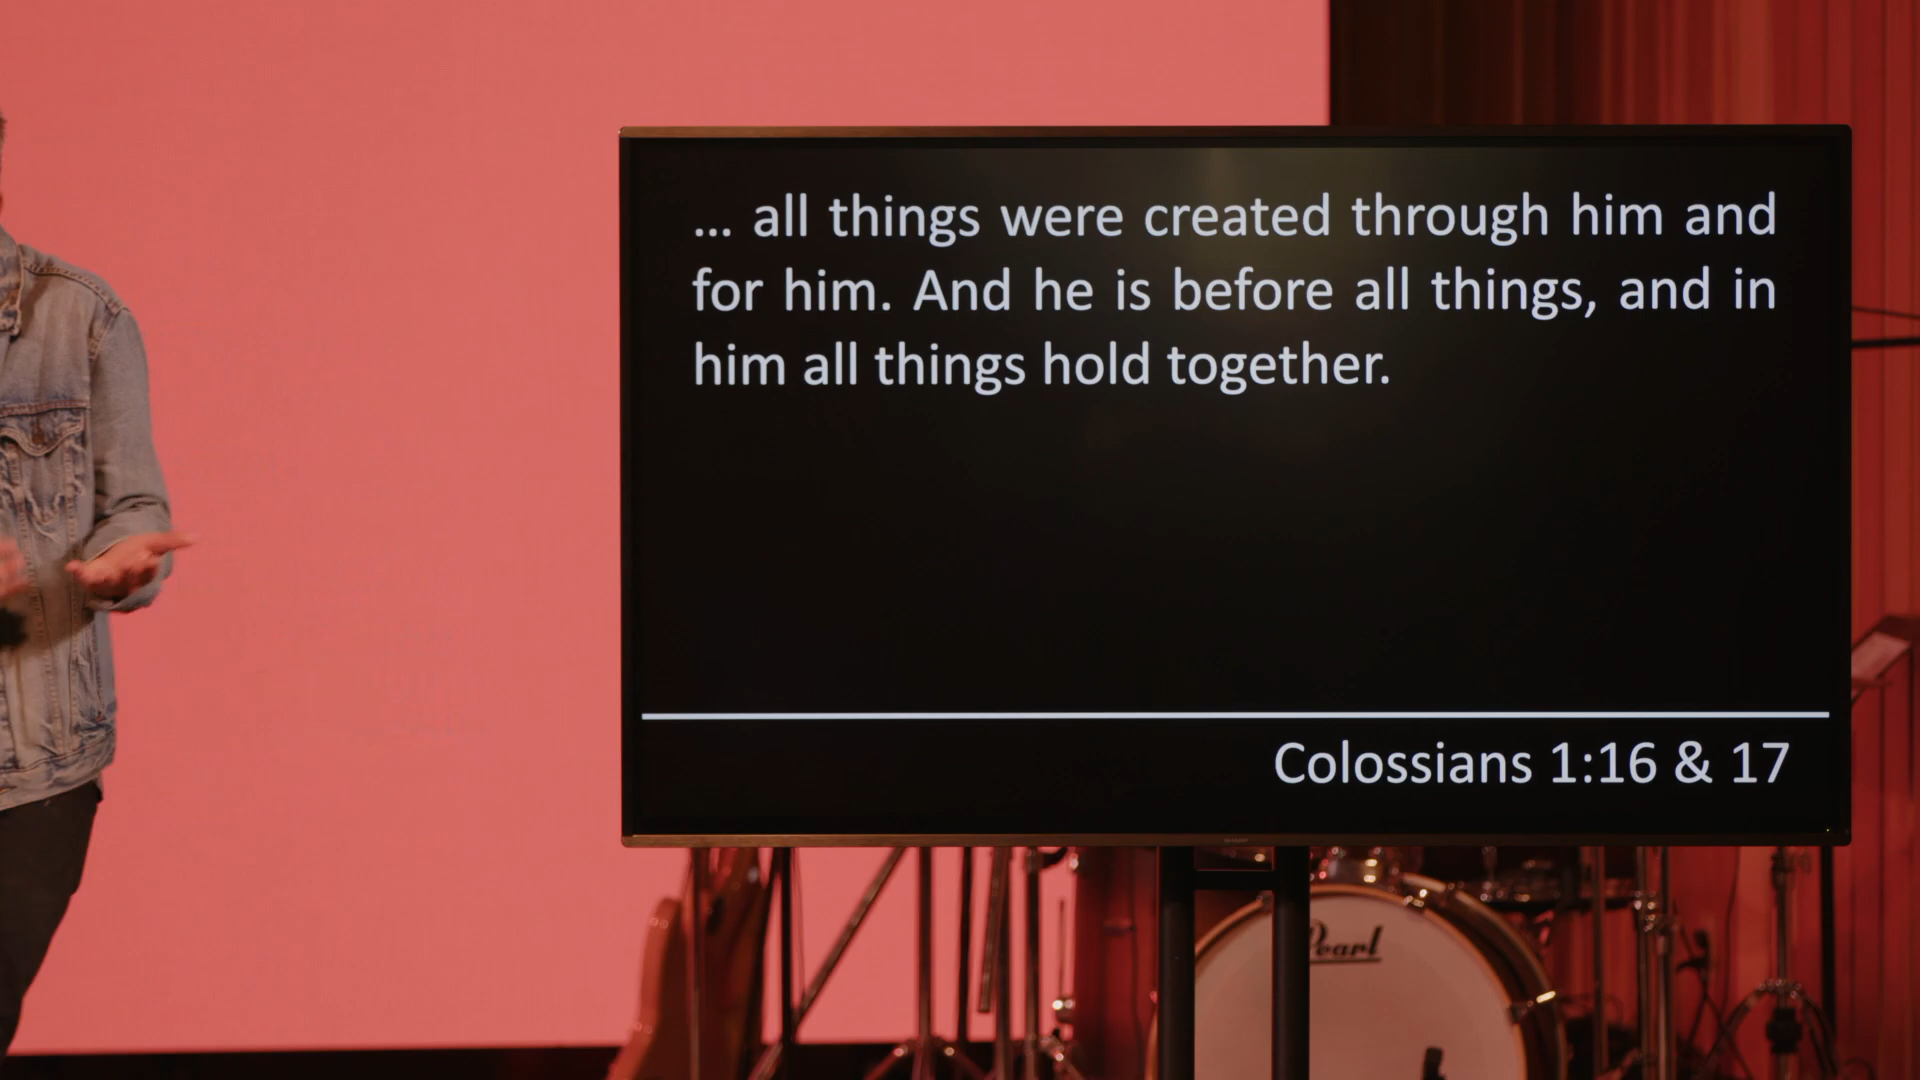 ... all things were created through him and
for him. And he is before all things, and in
him all things hold together.
Colossians 1:16 & 17
Pearl